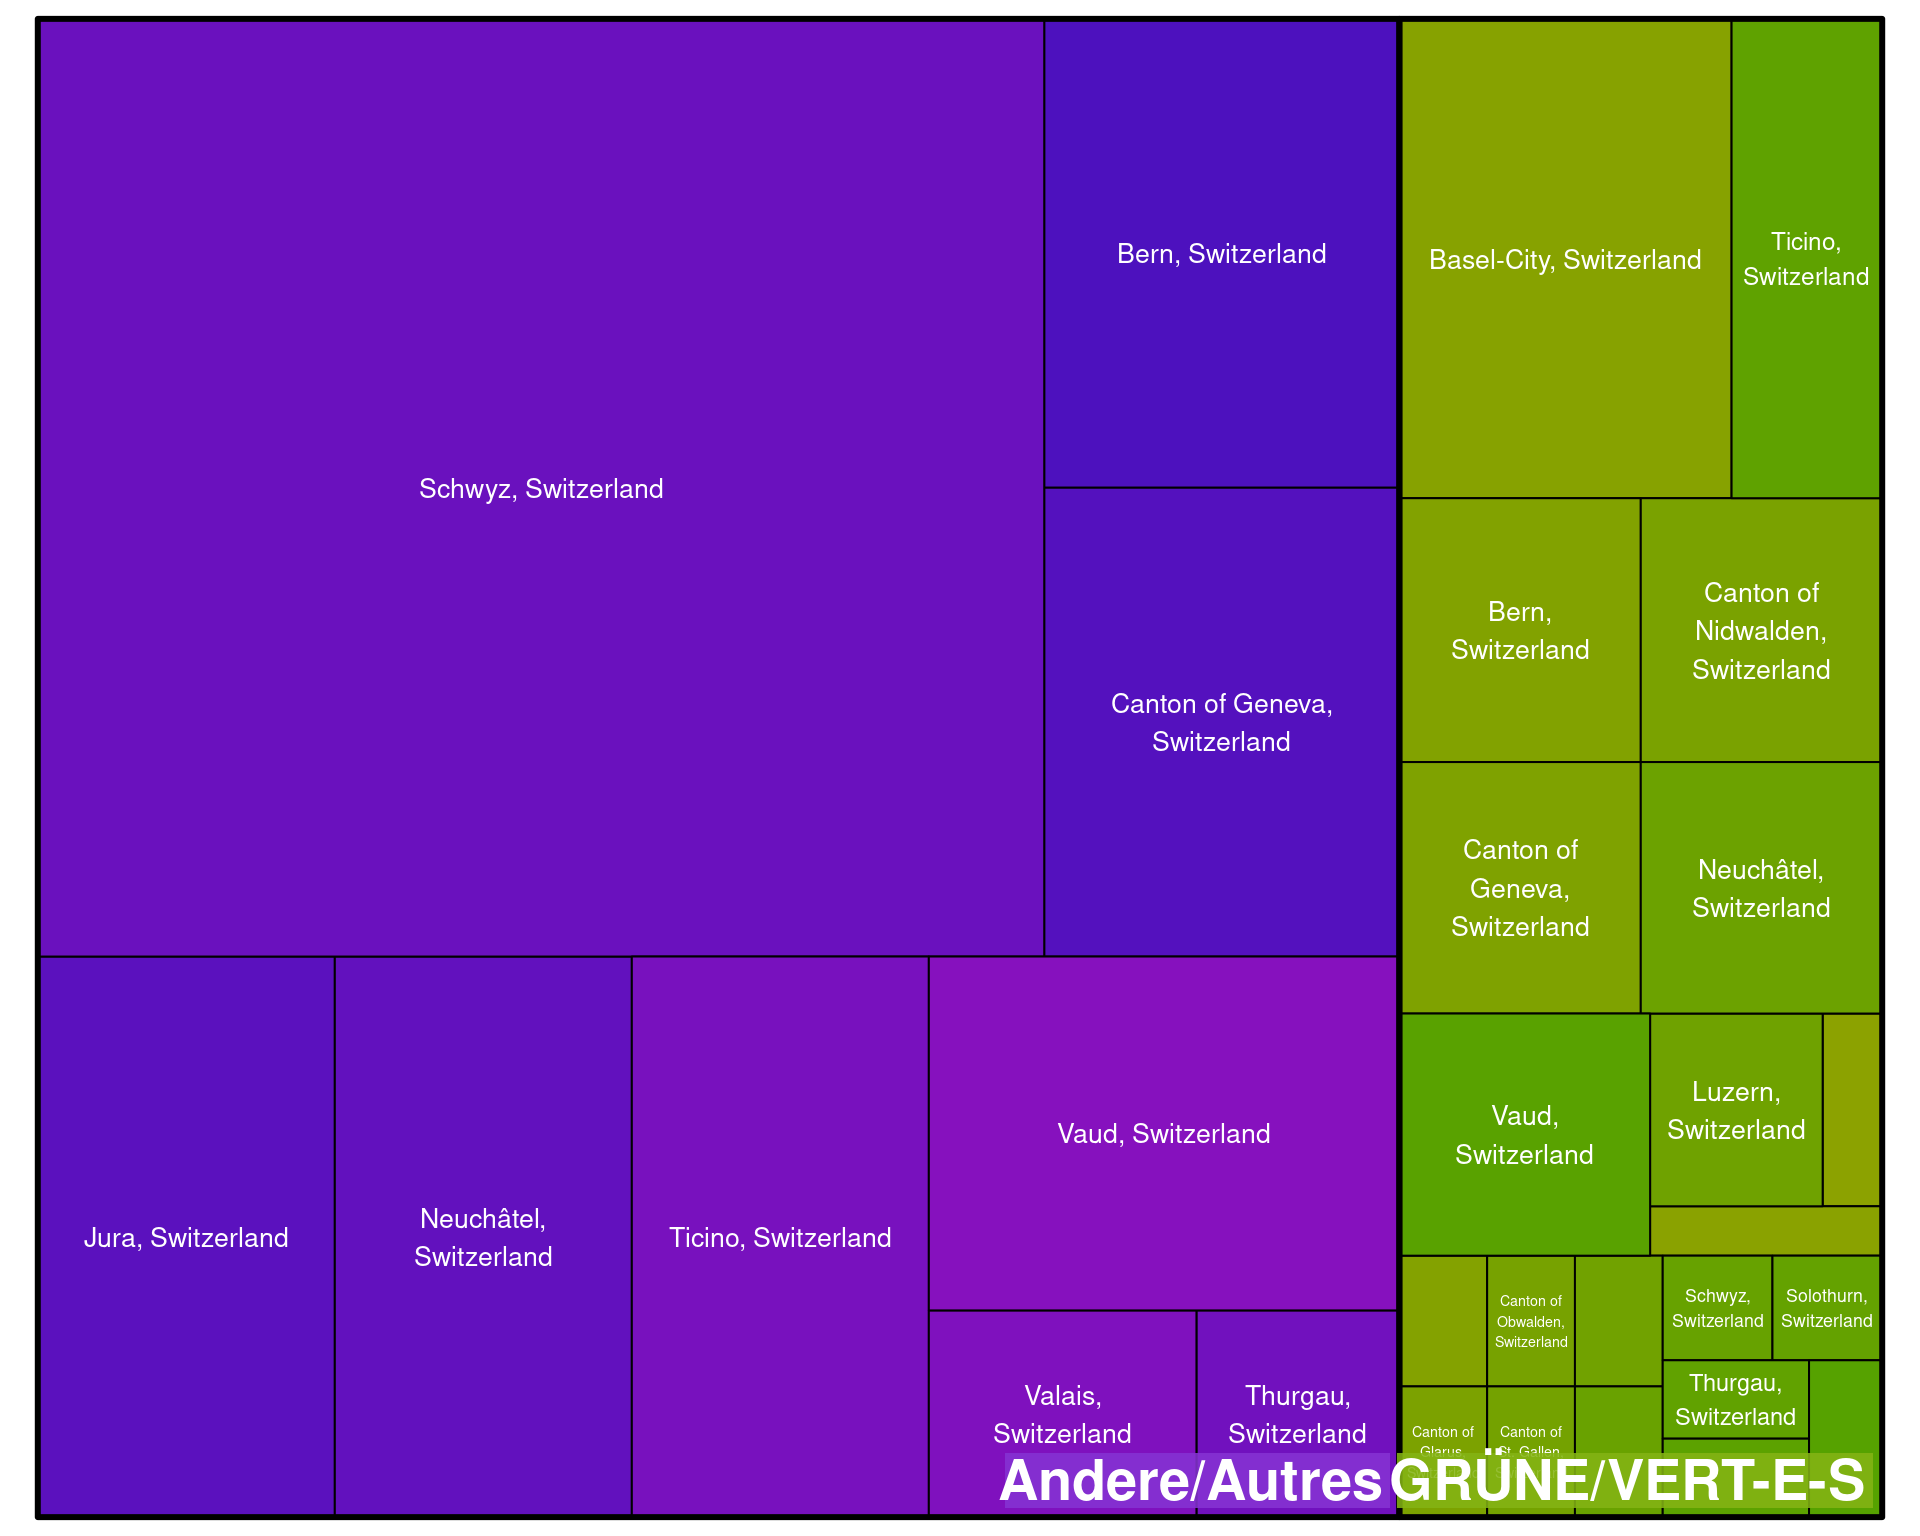 Schwyz, Switzerland
Bern, Switzerland
Canton of Geneva,
Switzerland
Jura, Switzerland
Neuchâtel,
Switzerland
Ticino, Switzerland
Vaud, Switzerland
Valais,
Switzerland
Thurgau,
Switzerland
Andere/Autres
Basel-City, Switzerland
Ticino,
Switzerland
Bern,
Switzerland
Canton of
Nidwalden,
Switzerland
Canton of
Geneva,
Switzerland
Neuchâtel,
Switzerland
Vaud,
Switzerland
Luzern,
Switzerland
Canton of
Obwalden,
Switzerland
Schwyz,
Switzerland
Solothurn,
Switzerland
Thurgau,
Switzerland
Canton of
Glarus,
Canton of
St. Gallen,
GRÜNE/VERT-E-S